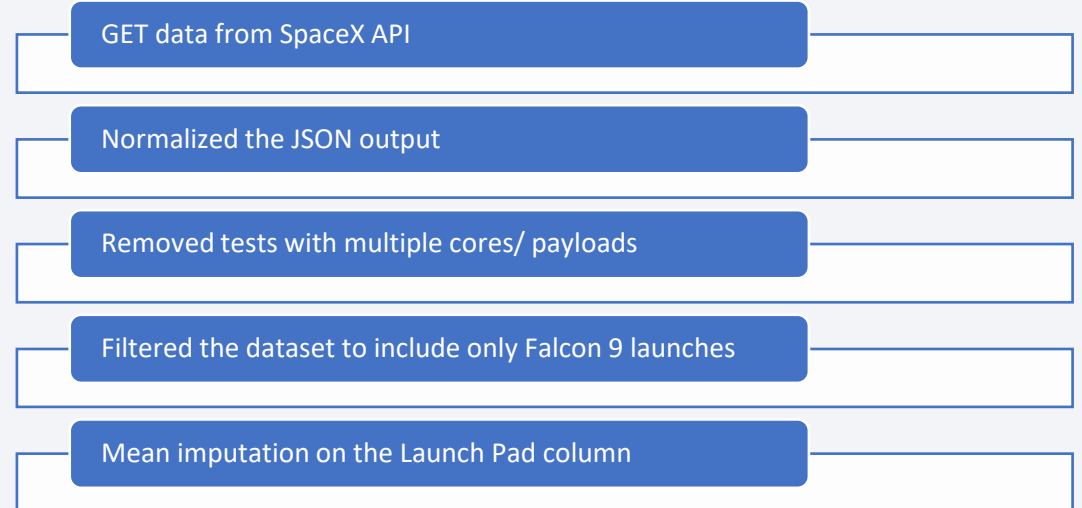 GET data from SpaceX API
Normalized the JSON output
Removed tests with multiple cores/ payloads
Filtered the dataset to include only Falcon 9 launches
Mean imputation on the Launch Pad column